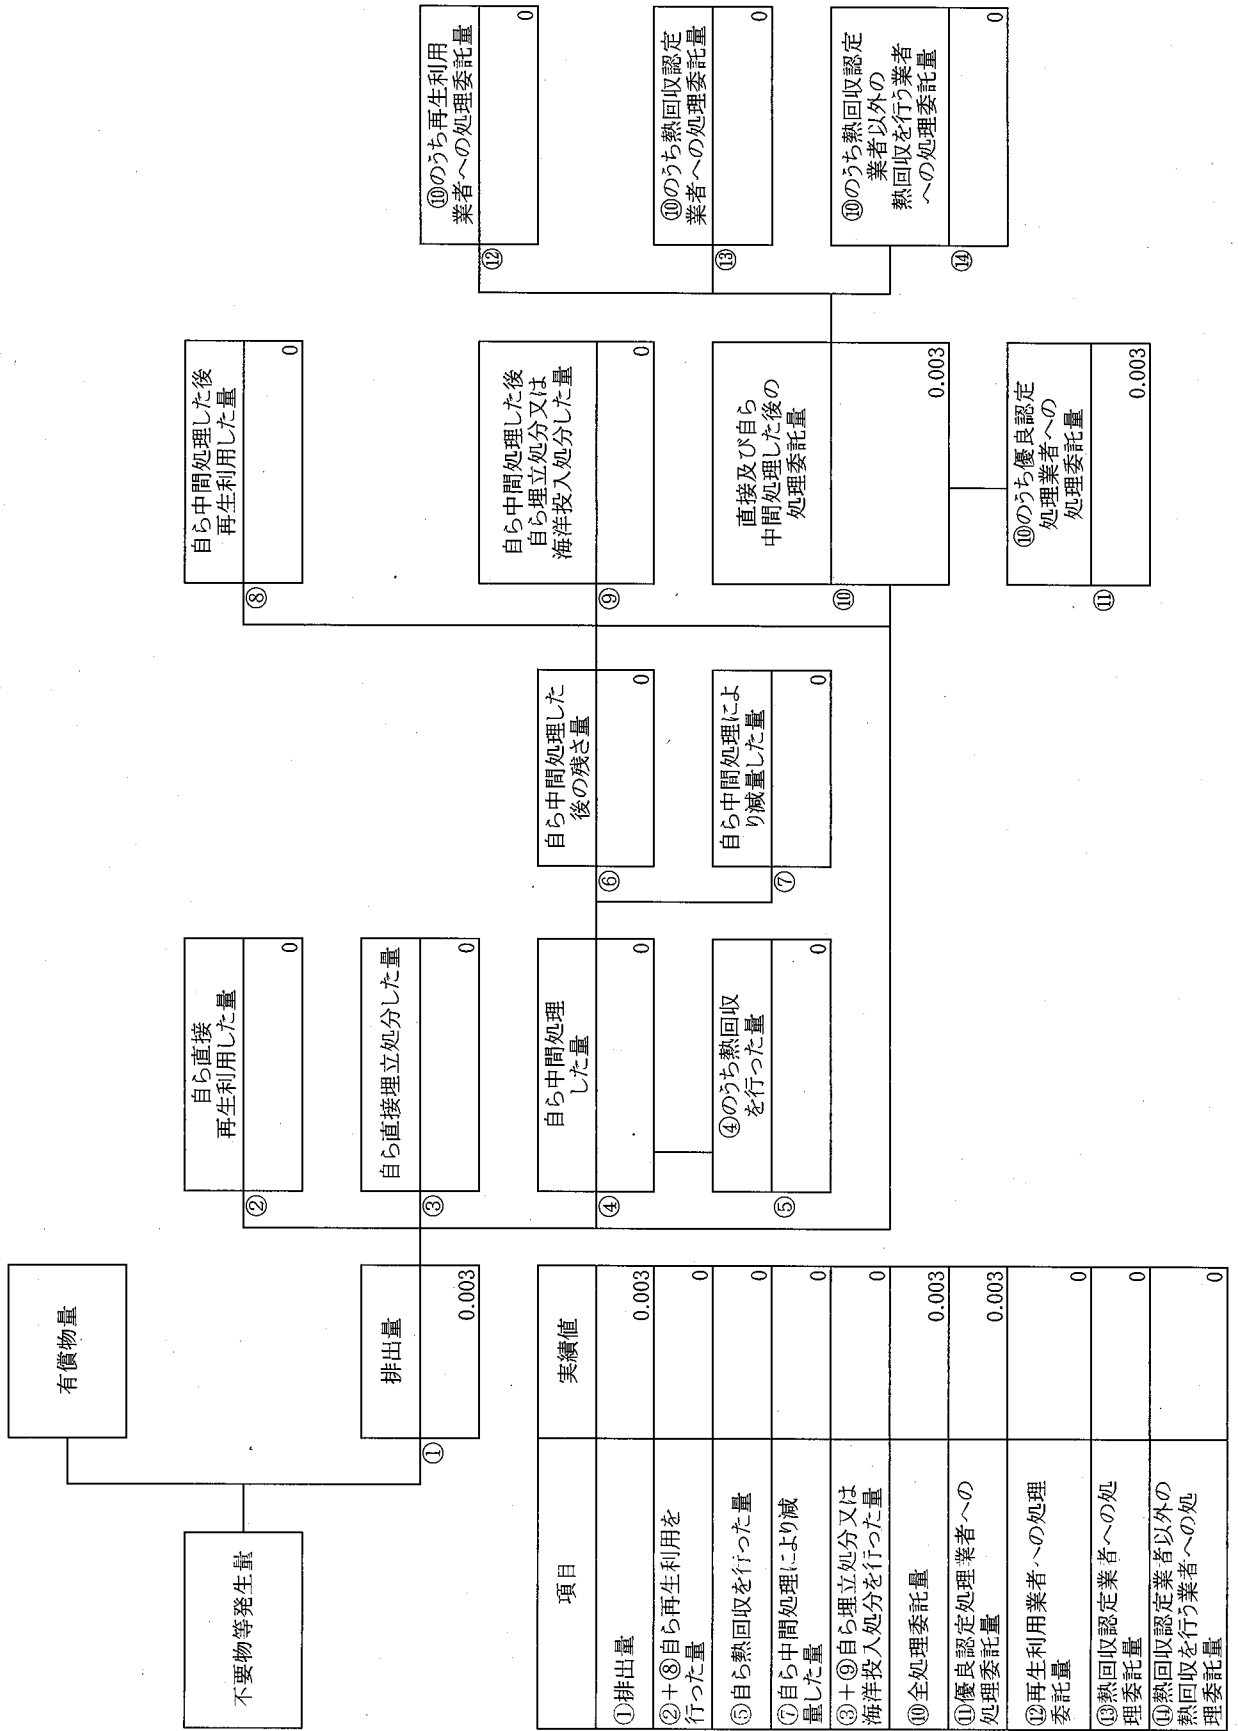 有償物量
不要物等発生量
①
排出量
0.003
②
自ら直接
再生利用した量
0
③
自ら直接埋立処分した量
0
④
自ら中間処理
した量
0
⑤
④のうち熱回収
を行った量
0
⑥
自ら中間処理した
後の残さ量
0
⑦
自ら中間処理によ
り減量した量
0
⑧
自ら中間処理した後
再生利用した量
0
⑨
自ら中間処理した後
自ら埋立処分又は
海洋投入処分した量
0
⑩
直接及び自ら
中間処理した後の
処理委託量
0.003
⑪
⑩のうち優良認定
処理業者への
処理委託量
0.003
⑫
⑩のうち再生利用
業者への処理委託量
0
⑬
⑩のうち熱回収認定
業者への処理委託量
0
⑭
⑩のうち熱回収認定
業者以外の
熱回収を行う業者
への処理委託量
0
項目 実績値
①排出量 0.003
②+⑧自ら再生利用を
行った量 0
⑤自ら熱回収を行った量 0
⑦自ら中間処理により減
量した量 0
③+⑨自ら埋立処分又は
海洋投入処分を行った量 0
⑩全処理委託量 0.003
⑪優良認定処理業者への
処理委託量 0.003
⑫再生利用業者への処理
委託量 0
⑬熱回収認定業者への処
理委託量 0
⑭熱回収認定業者以外の
熱回収を行う業者への処
理委託量 0